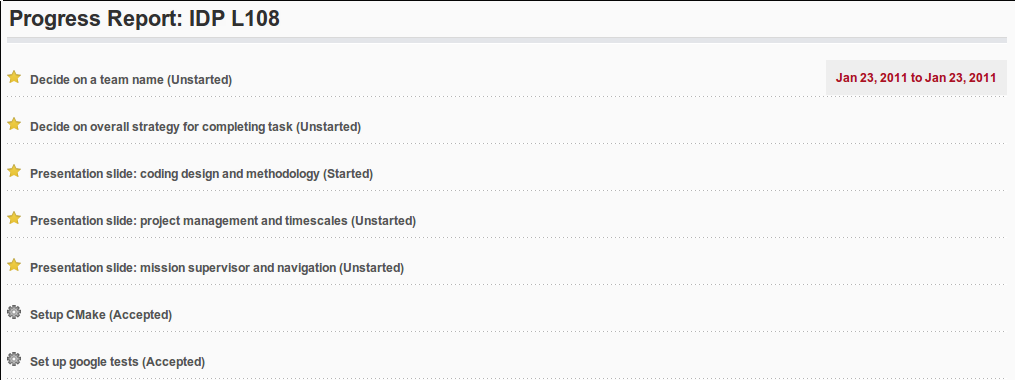 Progress Report: IDP L108
Decide on a team name (Unstarted)
Jan 23, 2011 to Jan 23, 2011
Decide on overall strategy for completing task (Unstarted)
Presentation slide: coding design and methodology (Started)
Presentation slide: project management and timescales (Unstarted)
Presentation slide: mission supervisor and navigation (Unstarted)
Setup CMake (Accepted)
Set up google tests (Accepted)